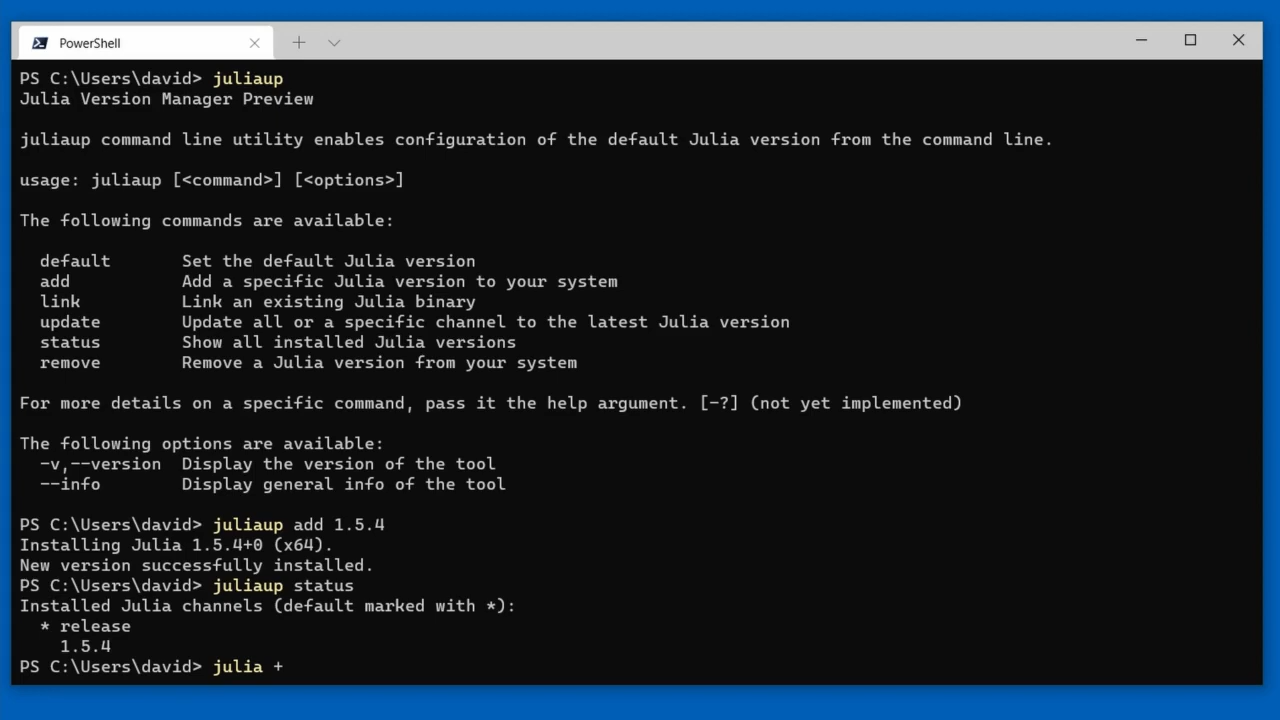 PowerShell
PS C:\Users\david> juliaup
Julia Version Manager Preview
juliaup command line utility enables configuration of the default Julia version from the command line.
usage: juliaup [<command>] [<options>]
The following commands are available:
default Set the default Julia version
add Add a specific Julia version to your system
link Link an existing Julia binary
update Update all or a specific channel to the latest Julia version
status Show all installed Julia versions
remove Remove a Julia version from your system
For more details on a specific command, pass it the help argument. [-?] (not yet implemented)
The following options are available:
-v,--version Display the version of the tool
--info Display general info of the tool
PS C:\Users\david> juliaup add 1.5.4
Installing Julia 1.5.4+0 (x64).
New version successfully installed.
PS C:\Users\david> juliaup status
Installed Julia channels (default marked with *):
* release
1.5.4
PS C:\Users\david> julia +